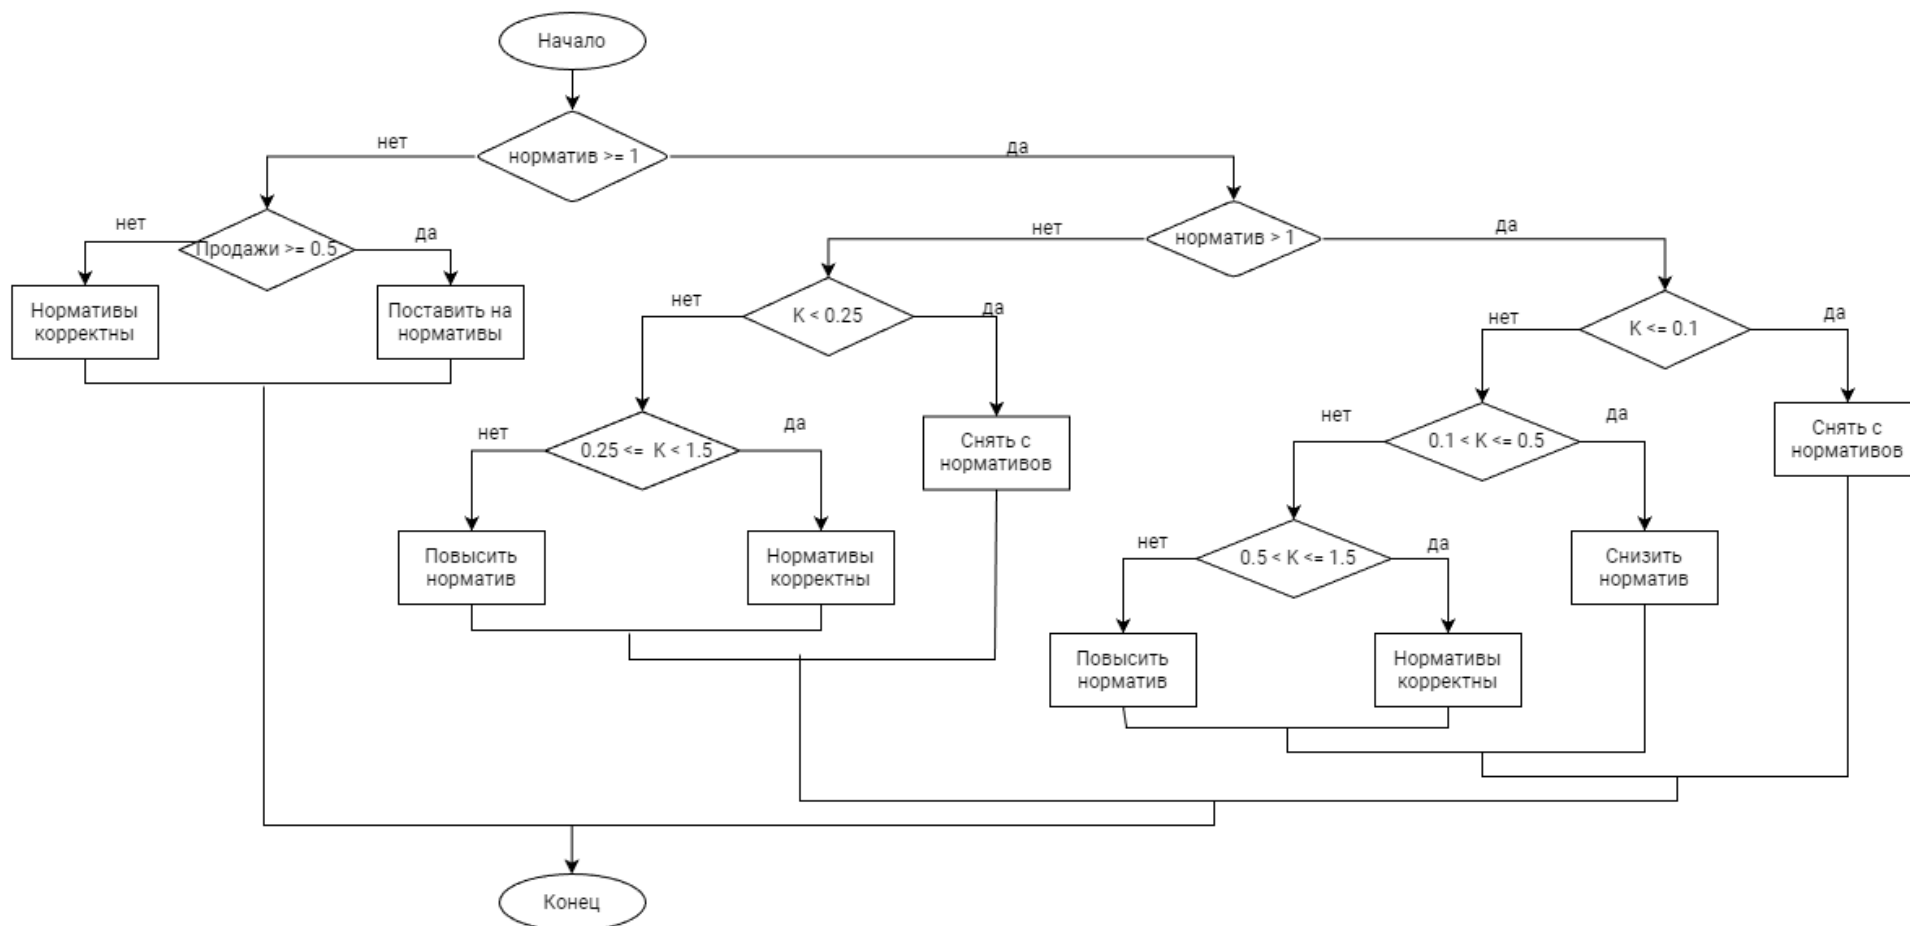 Начало
нет
норматив >= 1
да
нет
Продажи >= 0.5
да
нет
норматив > 1
да
Нормативы
корректны
Поставить на
нормативы
нет
K < 0.25
да
нет
K <= 0.1
да
нет
0.25 <= K < 1.5
да
Снять с
нормативов
нет
0.1 < K <= 0.5
да
Снять с
нормативов
Повысить
норматив
Нормативы
корректны
нет
0.5 < K <= 1.5
да
Снизить
норматив
Повысить
норматив
Нормативы
корректны
Конец